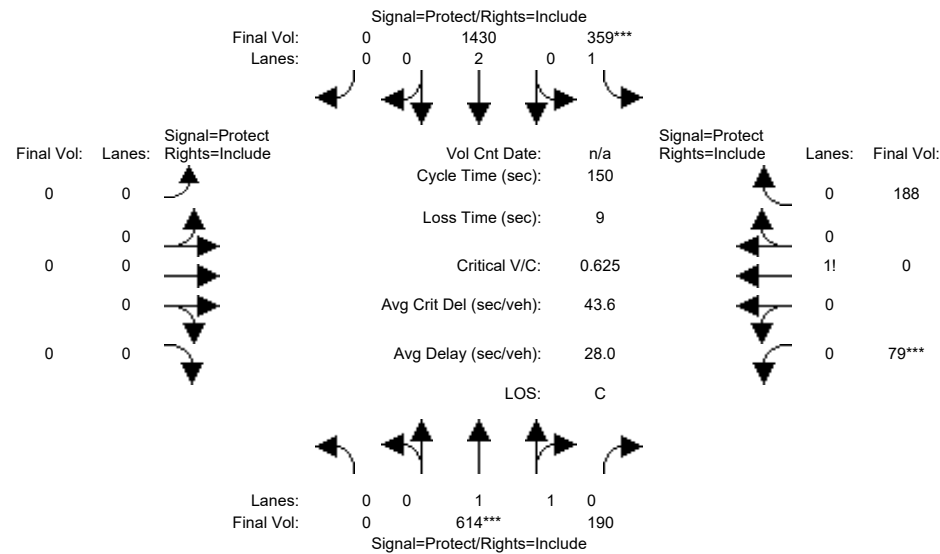 Signal=Protect/Rights=Include
Final Vol: 0 1430 359***
Lanes: 0 0 2 0 1
Signal=Protect
Final Vol: Lanes: Rights=Include
Vol Cnt Date: n/a
Signal=Protect
Rights=Include Lanes: Final Vol:
Cycle Time (sec): 150
0 0
0 188
Loss Time (sec): 9
0
0
0 0
Critical V/C: 0.625
1! 0
0
Avg Crit Del (sec/veh): 43.6
0
0 0
Avg Delay (sec/veh): 28.0
0 79***
LOS: C
Lanes: 0 0 1 1 0
Final Vol: 0 614*** 190
Signal=Protect/Rights=Include